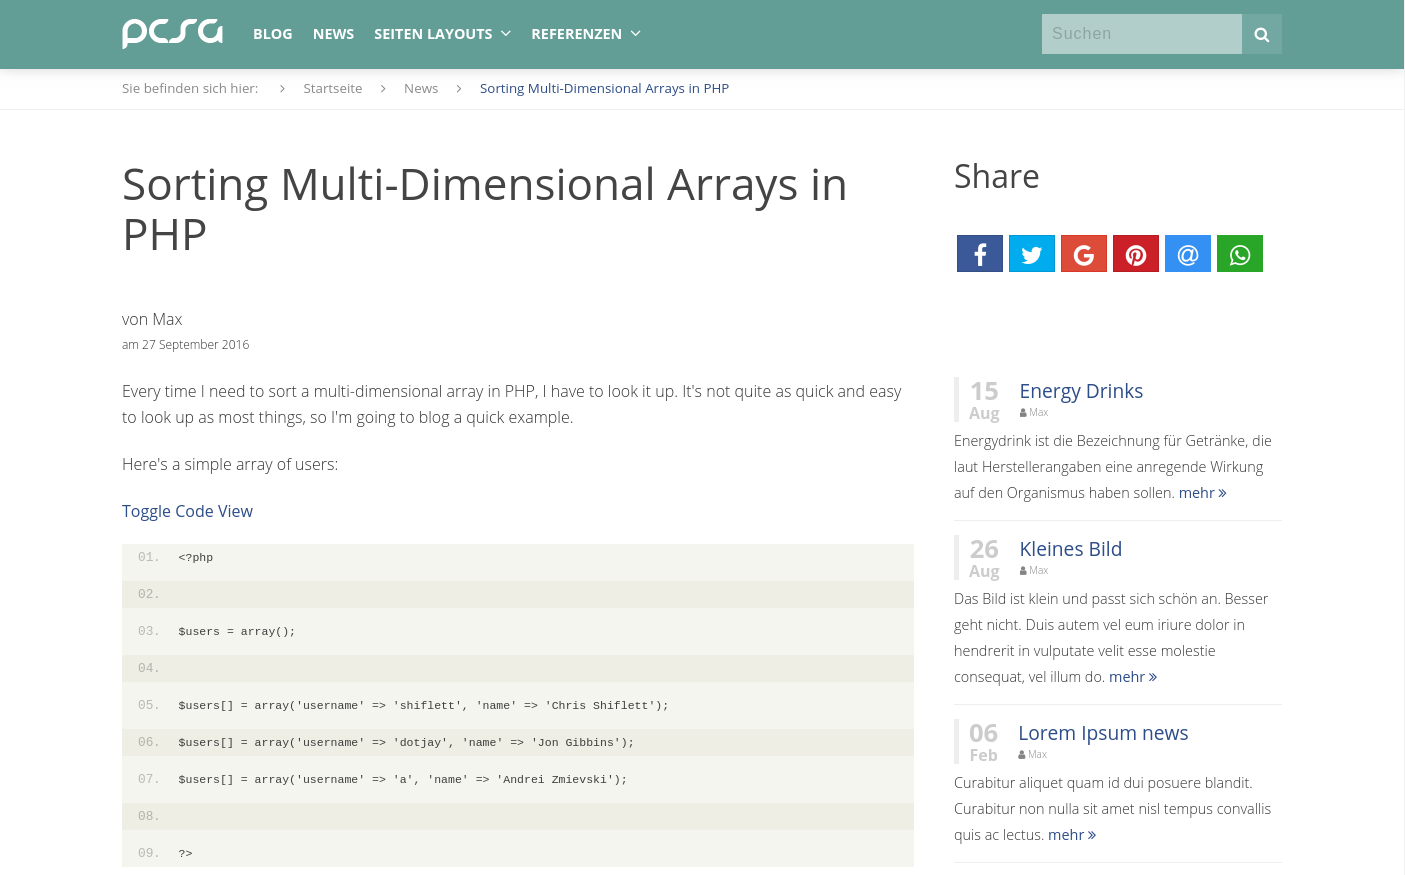 pcsg BLOG NEWS SEITEN LAYOUTS REFERENZEN Suchen
Sie befinden sich hier: Startseite News Sorting Multi-Dimensional Arrays in PHP
Sorting Multi-Dimensional Arrays in
PHP
von Max
am 27 September 2016
Every time I need to sort a multi-dimensional array in PHP, I have to look it up. It's not quite as quick and easy
to look up as most things, so I'm going to blog a quick example.
Here's a simple array of users:
Toggle Code View
01. <?php
02.
03. $users = array();
04.
05. $users[] = array('username' => 'shiflett', 'name' => 'Chris Shiflett');
06. $users[] = array('username' => 'dotjay', 'name' => 'Jon Gibbins');
07. $users[] = array('username' => 'a', 'name' => 'Andrei Zmievski');
08.
09. ?>
Share
15 Energy Drinks
Aug Max
Energydrink ist die Bezeichnung für Getränke, die
laut Herstellerangaben eine anregende Wirkung
auf den Organismus haben sollen. mehr
26 Kleines Bild
Aug Max
Das Bild ist klein und passt sich schön an. Besser
geht nicht. Duis autem vel eum iriure dolor in
hendrerit in vulputate velit esse molestie
consequat, vel illum do. mehr
06 Lorem Ipsum news
Feb Max
Curabitur aliquet quam id dui posuere blandit.
Curabitur non nulla sit amet nisl tempus convallis
quis ac lectus. mehr